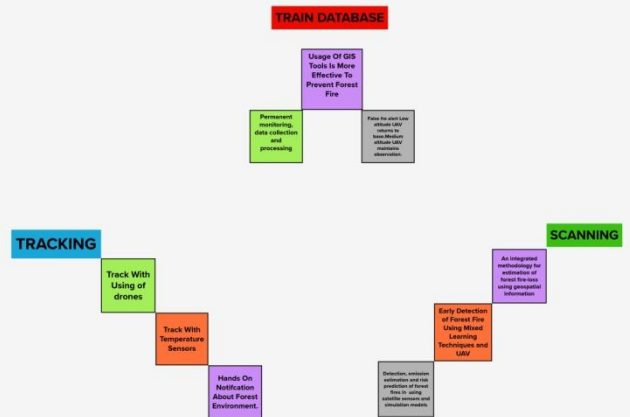 TRAIN DATABASE
Usage Of GIS
Tools Is More
Effective To
Prevent Forest
Fire
Permanent
monitoring,
data collection
and
processing
altitude UAV
returns to
base.Medium
altitude UAV
maintains
observation.
TRACKING
Track With
Using of
drones
Track With
Temperature
Sensors
Hands On
Notifcation
About Forest
Environment.
SCANNING
An integrated
methodology for
estimation of
forest fire-loss
using geospatial
information
Early Detection
of Forest Fire
Using Mixed
Learning
Techniques and
UAV
Detection, emission
estimation and risk
prediction of forest
fires in using
satellite sensors and
simulation models